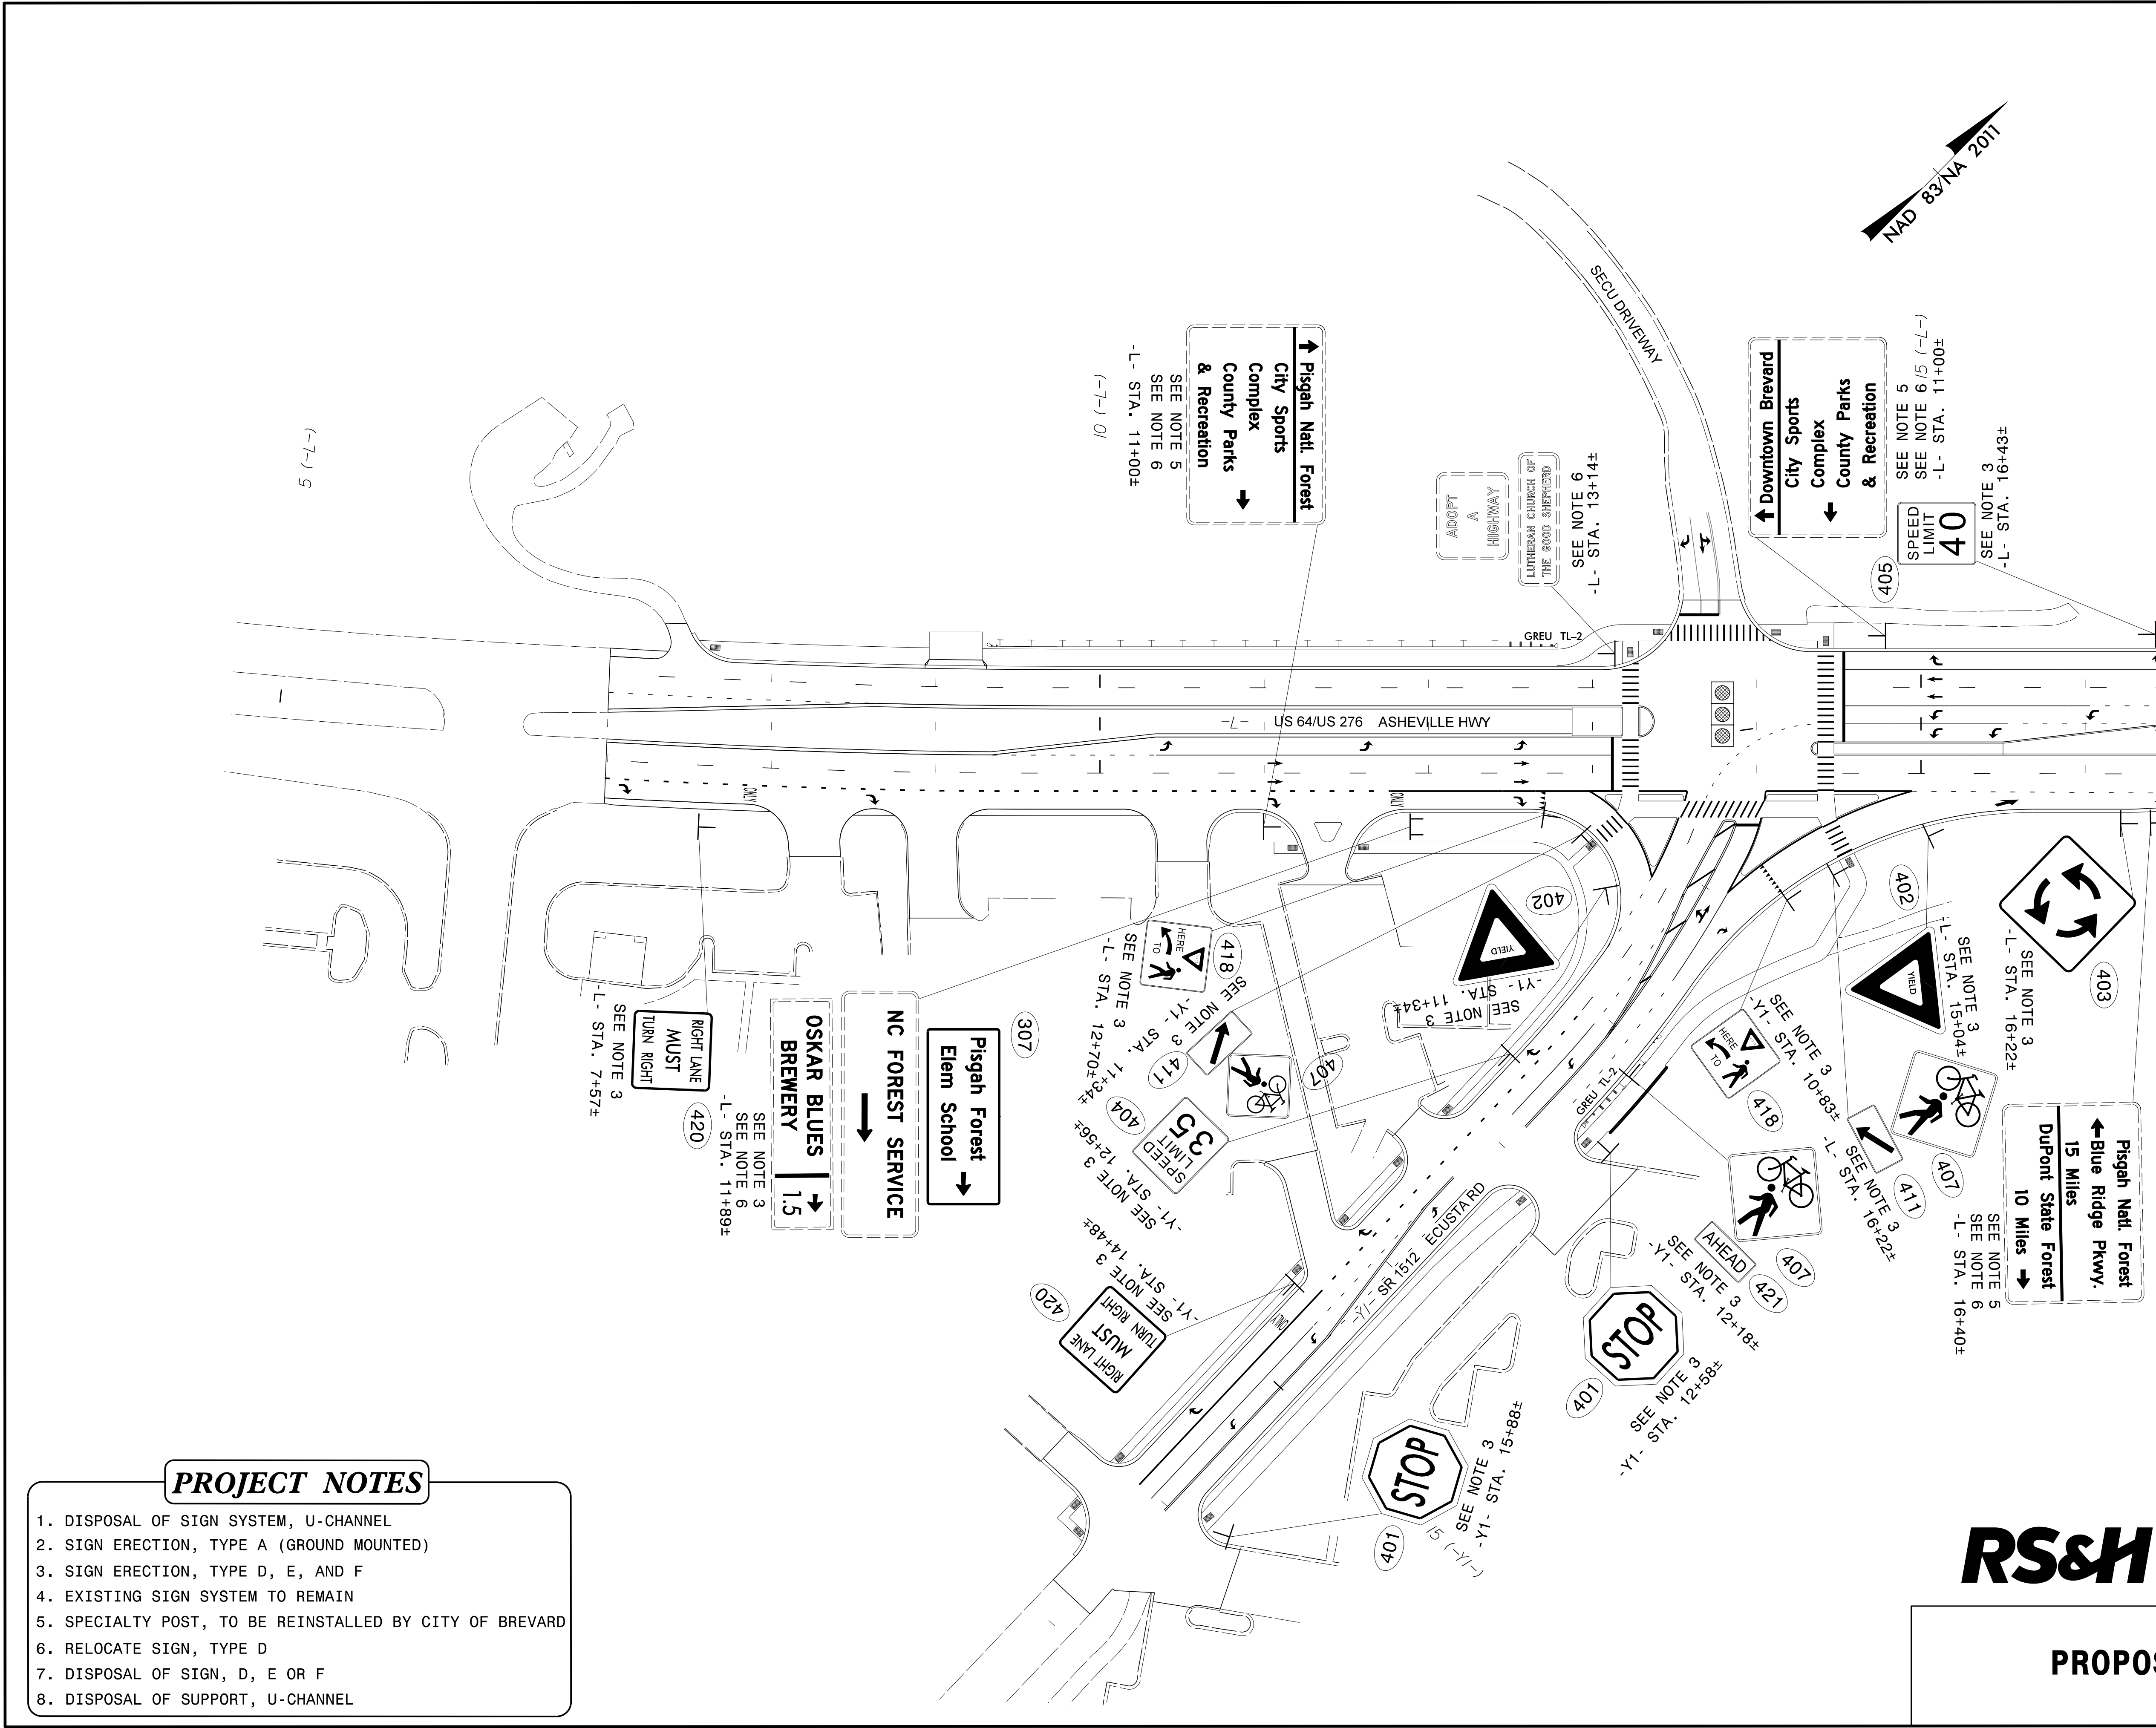 NAD 83/NA 2011
SECU DRIVEWAY
5 (-L-)
10 (-L-)
-L- STA. 11+00±
SEE NOTE 6
SEE NOTE 5
Pisgah Natl. Forest
City Sports
Complex
County Parks
& Recreation
ADOPT
A
HIGHWAY
LUTHERAN CHURCH OF
THE GOOD SHEPHERD
SEE NOTE 6
-L- STA. 13+14±
Downtown Brevard
City Sports
Complex
County Parks
& Recreation
SEE NOTE 5
SEE NOTE 6
15 (-L-)
-L- STA. 11+00±
405
SPEED
LIMIT
40
SEE NOTE 3
-L- STA. 16+43±
GREU TL-2
-L-
US 64/US 276 ASHEVILLE HWY
ONLY
ONLY
RIGHT LANE
MUST
TURN RIGHT
SEE NOTE 3
-L- STA. 7+57±
420
OSKAR BLUES
BREWERY
1.5
SEE NOTE 3
SEE NOTE 6
-L- STA. 11+89±
NC FOREST SERVICE
Pisgah Forest
Elem School
307
HERE
TO
418
SEE NOTE 3
-L- STA. 12+70±
SEE NOTE 3
-Y1- STA. 11+34±
411
407
YIELD
402
SEE NOTE 3
-Y1- STA. 11+34±
SPEED
LIMIT
35
404
SEE NOTE 3
-Y1- STA. 12+56±
RIGHT LANE
MUST
TURN RIGHT
420
SEE NOTE 3
-Y1- STA. 14+48±
ONLY
-Y1- SR 1512 ECUSTA RD
GREU TL-2
STOP
401
SEE NOTE 3
-Y1- STA. 15+88±
15 (-Y1-)
STOP
401
SEE NOTE 3
-Y1- STA. 12+58±
407
AHEAD
421
SEE NOTE 3
-Y1- STA. 12+18±
HERE
TO
418
SEE NOTE 3
-Y1- STA. 10+83±
407
411
SEE NOTE 3
-L- STA. 16+22±
YIELD
402
SEE NOTE 3
-L- STA. 15+04±
403
SEE NOTE 3
-L- STA. 16+22±
Pisgah Natl. Forest
Blue Ridge Pkwy.
15 Miles
DuPont State Forest
10 Miles
SEE NOTE 5
SEE NOTE 6
-L- STA. 16+40±
PROJECT NOTES
1. DISPOSAL OF SIGN SYSTEM, U-CHANNEL
2. SIGN ERECTION, TYPE A (GROUND MOUNTED)
3. SIGN ERECTION, TYPE D, E, AND F
4. EXISTING SIGN SYSTEM TO REMAIN
5. SPECIALTY POST, TO BE REINSTALLED BY CITY OF BREVARD
6. RELOCATE SIGN, TYPE D
7. DISPOSAL OF SIGN, D, E OR F
8. DISPOSAL OF SUPPORT, U-CHANNEL
RS&H
PROPOS